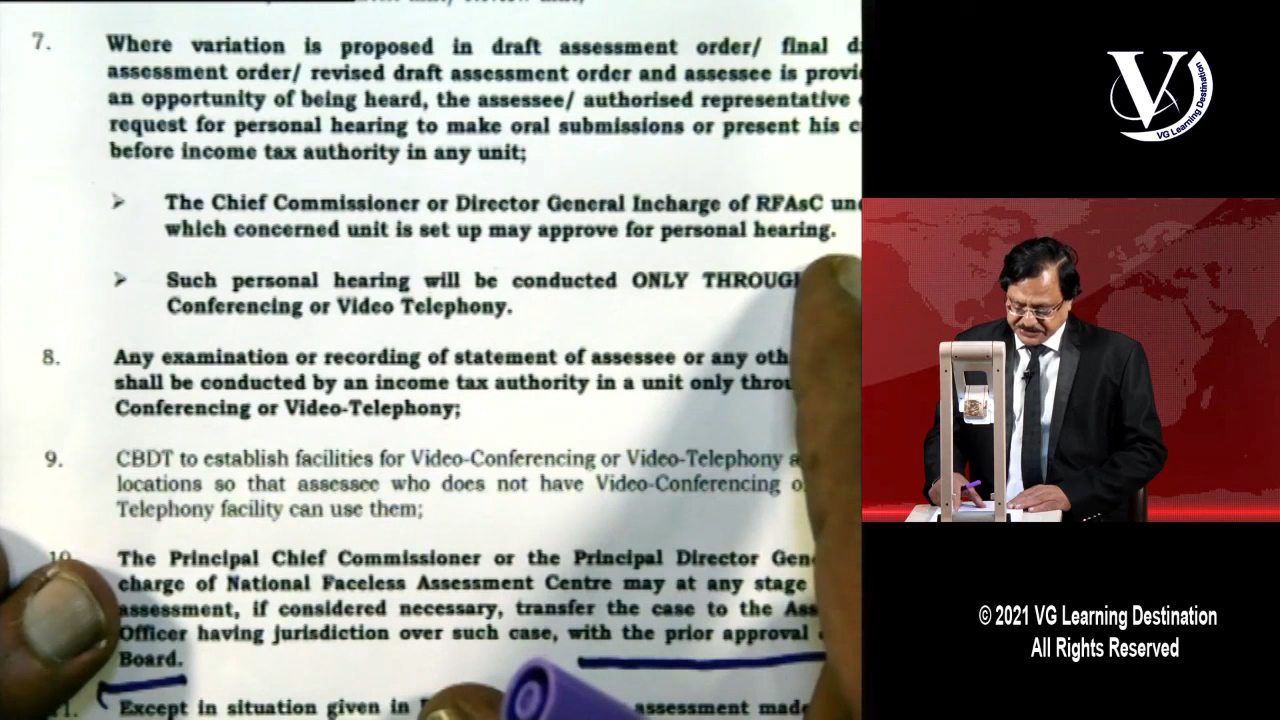 7. Where variation is proposed in draft assessment order/ final
assessment order/ revised draft assessment order and assessee is
an opportunity of being heard, the assessee/ authorised representative
request for personal hearing to make oral submissions or present his
before income tax authority in any unit;
➢ The Chief Commissioner or Director General Incharge of RFAsC
which concerned unit is set up may approve for personal hearing.
➢ Such personal hearing will be conducted ONLY
Conferencing or Video Telephony.
8. Any examination or recording of statement of assessee or any
shall be conducted by an income tax authority in a unit only
Conferencing or Video-Telephony;
9. CBDT to establish facilities for Video-Conferencing or Video-Telephony
locations so that assessee who does not have Video-Conferencing
Telephony facility can use them;
10. The Principal Chief Commissioner or the Principal Director
charge of National Faceless Assessment Centre may at any stage
assessment, if considered necessary, transfer the case to the
Officer having jurisdiction over such case, with the prior approval
Board.
11. Except in situation given in assessment made
V
VG Learning Destination
© 2021 VG Learning Destination
All Rights Reserved